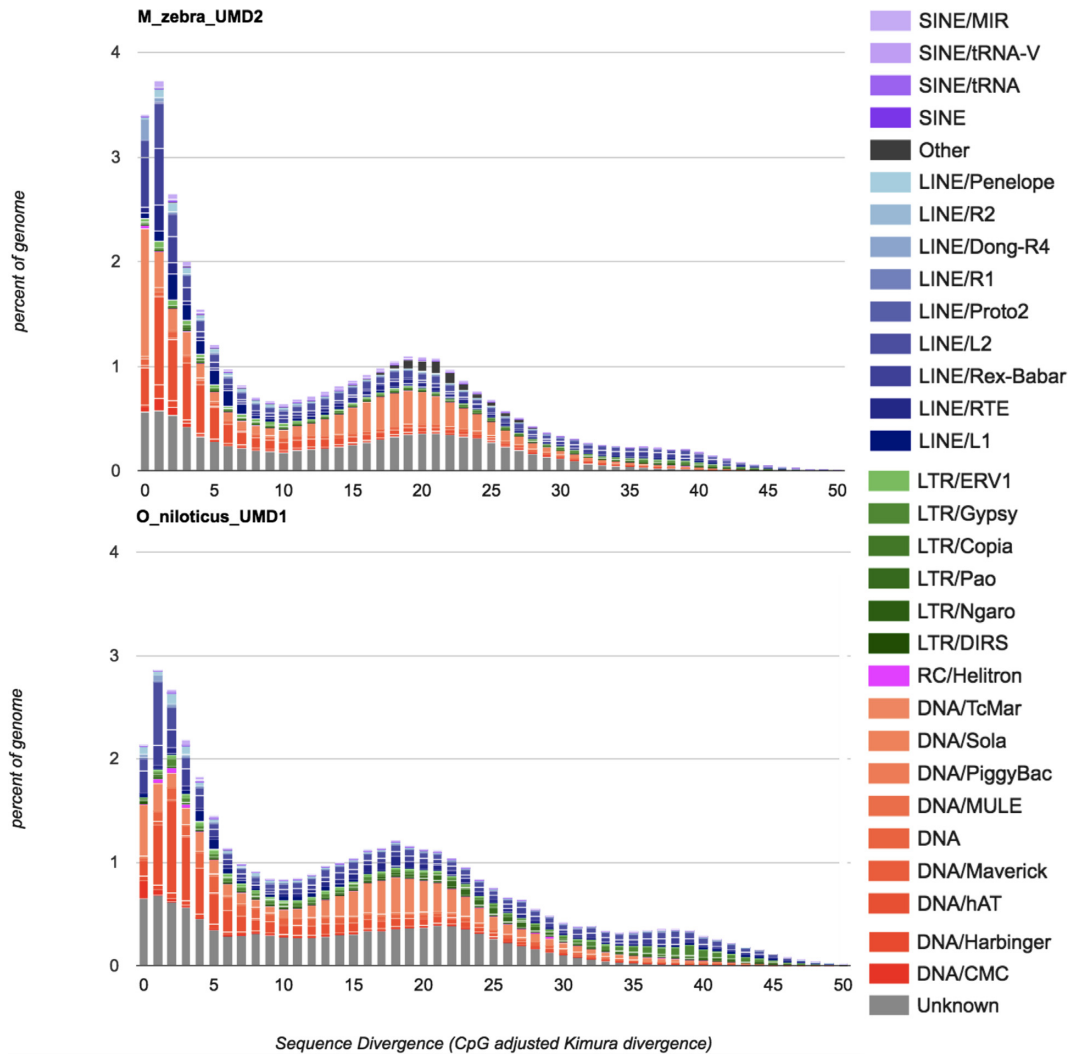 M_zebra_UMD2
4
3
2
1
0
percent of genome
0 5 10 15 20 25 30 35 40 45 50
O_niloticus_UMD1
4
3
2
1
0
percent of genome
0 5 10 15 20 25 30 35 40 45 50
Sequence Divergence (CpG adjusted Kimura divergence)
SINE/MIR
SINE/tRNA-V
SINE/tRNA
SINE
Other
LINE/Penelope
LINE/R2
LINE/Dong-R4
LINE/R1
LINE/Proto2
LINE/L2
LINE/Rex-Babar
LINE/RTE
LINE/L1
LTR/ERV1
LTR/Gypsy
LTR/Copia
LTR/Pao
LTR/Ngaro
LTR/DIRS
RC/Helitron
DNA/TcMar
DNA/Sola
DNA/PiggyBac
DNA/MULE
DNA
DNA/Maverick
DNA/hAT
DNA/Harbinger
DNA/CMC
Unknown